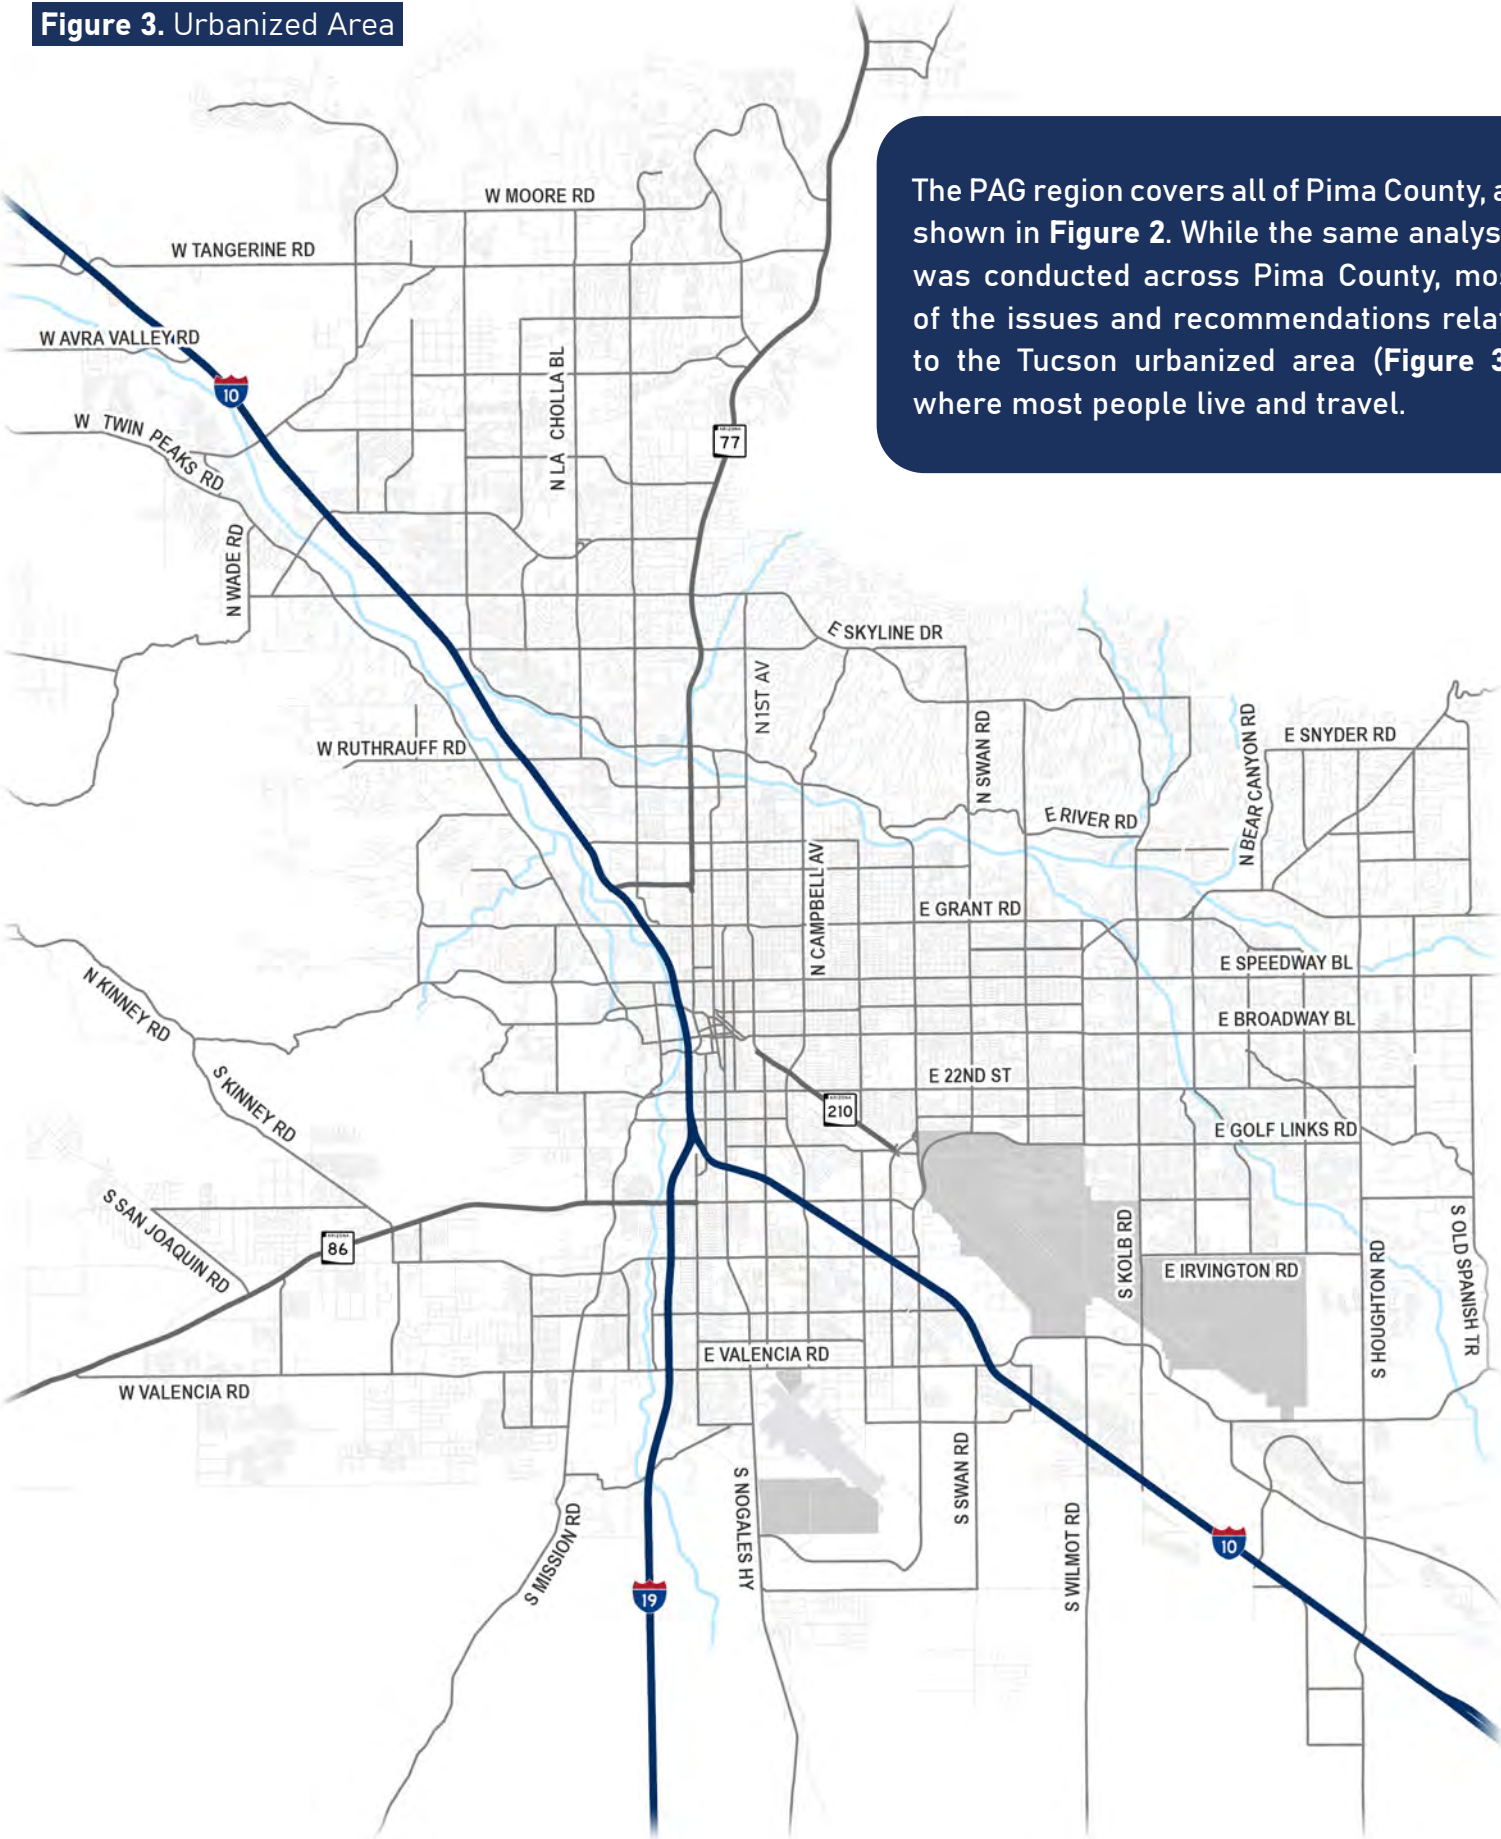 Figure 3. Urbanized Area
The PAG region covers all of Pima County, a
shown in Figure 2. While the same analys
was conducted across Pima County, mos
of the issues and recommendations relat
to the Tucson urbanized area (Figure 3
where most people live and travel.
W MOORE RD
W TANGERINE RD
W AVRA VALLEY RD
10
N LA CHOLLA BL
W TWIN PEAKS RD
ARIZONA
77
N WADE RD
E SKYLINE DR
N 1ST AV
N SWAN RD
N BEAR CANYON RD
E SNYDER RD
W RUTHRAUFF RD
E RIVER RD
N CAMPBELL AV
E GRANT RD
E SPEEDWAY BL
N KINNEY RD
E BROADWAY BL
S KINNEY RD
E 22ND ST
ARIZONA
210
E GOLF LINKS RD
S SAN JOAQUIN RD
ARIZONA
86
S KOLB RD
E IRVINGTON RD
S HOUGHTON RD
S OLD SPANISH TR
E VALENCIA RD
W VALENCIA RD
S NOGALES HY
S SWAN RD
S MISSION RD
S WILMOT RD
10
19